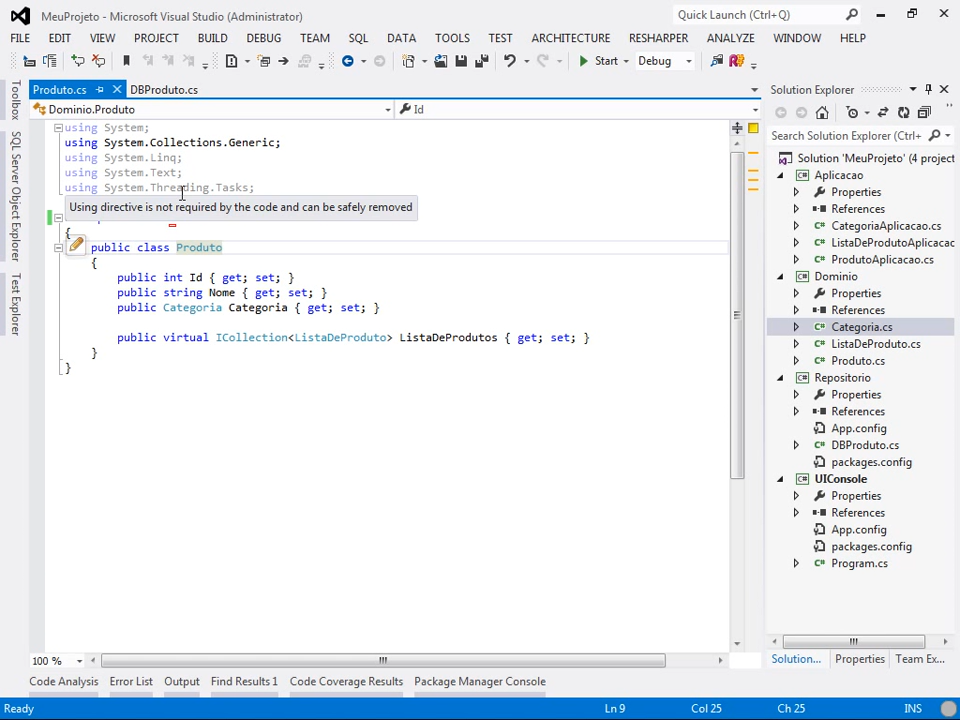 MeuProjeto - Microsoft Visual Studio (Administrator)
Quick Launch (Ctrl+Q)
FILE EDIT VIEW PROJECT BUILD DEBUG TEAM SQL DATA TOOLS TEST ARCHITECTURE RESHARPER ANALYZE WINDOW HELP
Start Debug
Produto.cs DBProduto.cs
Dominio.Produto Id
using System;
using System.Collections.Generic;
using System.Linq;
using System.Text;
using System.Threading.Tasks;
Using directive is not required by the code and can be safely removed
{
public class Produto
{
public int Id { get; set; }
public string Nome { get; set; }
public Categoria Categoria { get; set; }
public virtual ICollection<ListaDeProduto> ListaDeProdutos { get; set; }
}
}
100 %
Toolbox
SQL Server Object Explorer
Test Explorer
Solution Explorer
Search Solution Explorer (Ctrl+
Solution 'MeuProjeto' (4 project
Aplicacao
Properties
References
CategoriaAplicacao.cs
ListaDeProdutoAplicacao
ProdutoAplicacao.cs
Dominio
Properties
References
Categoria.cs
ListaDeProduto.cs
Produto.cs
Repositorio
Properties
References
App.config
DBProduto.cs
packages.config
UIConsole
Properties
References
App.config
packages.config
Program.cs
Solution... Properties Team Ex...
Code Analysis Error List Output Find Results 1 Code Coverage Results Package Manager Console
Ready Ln 9 Col 25 Ch 25 INS